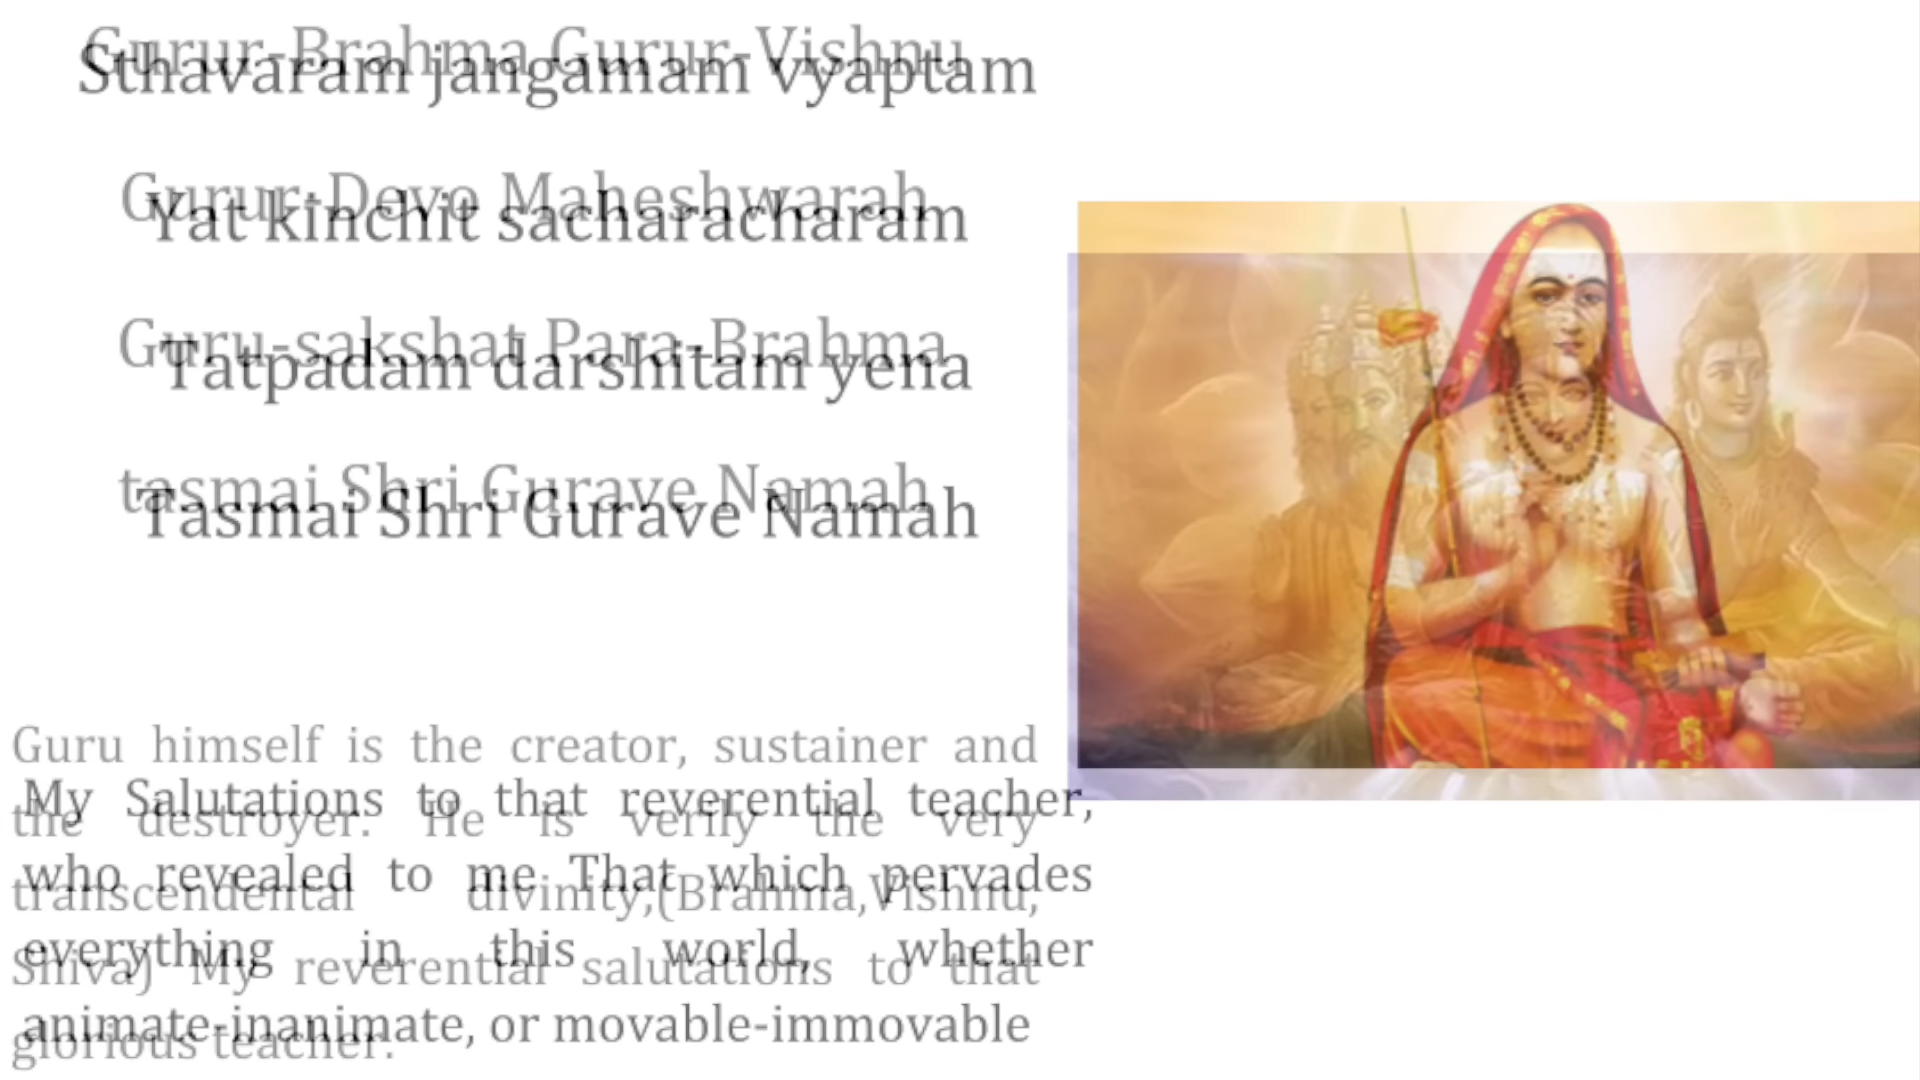 Gurur-Brahma Gurur-Vishnu
Gurur-Devo Maheshwarah
Guru-sakshat Para-Brahma
tasmai Shri Gurave Namah
Guru himself is the creator, sustainer and
the destroyer. He is verily the very
transcendental divinity,(Brahma,Vishnu,
Shiva) My reverential salutations to that
glorious teacher.
Sthavaram jangamam vyaptam
Yat kinchit sacharacharam
Tatpadam darshitam yena
Tasmai Shri Gurave Namah
My Salutations to that reverential teacher,
who revealed to me That which pervades
everything in this world, whether
animate-inanimate, or movable-immovable